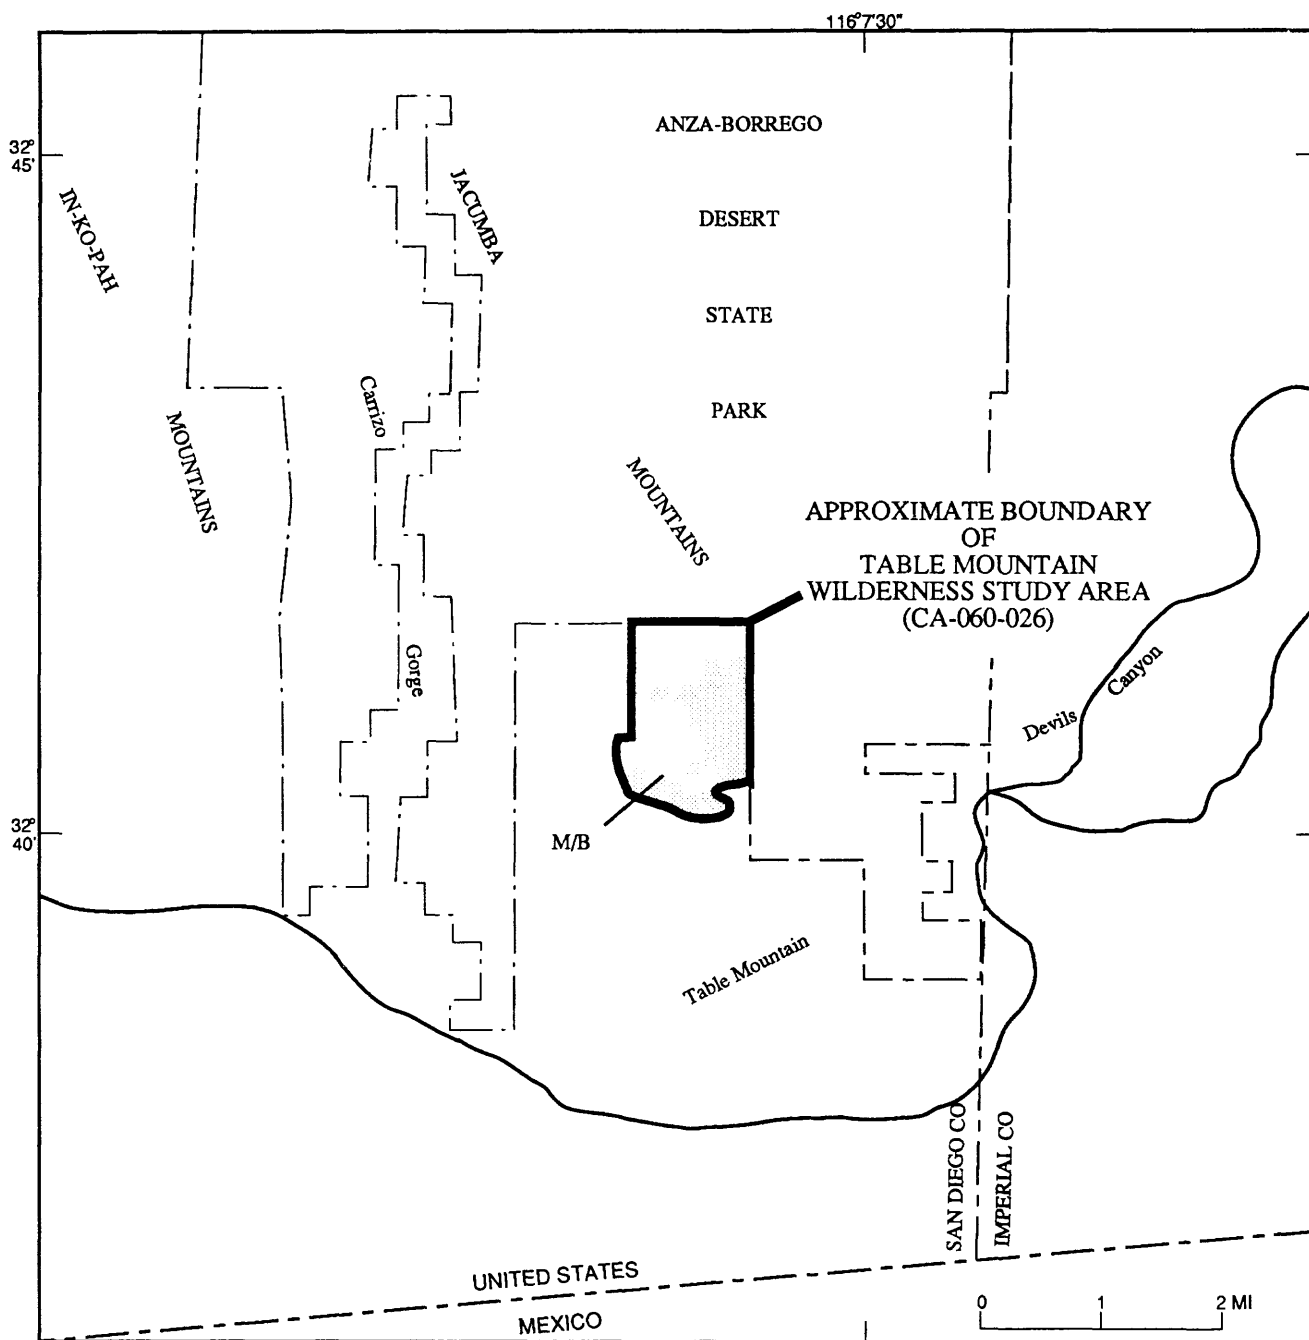 116°7'30"
ANZA-BORREGO
32°
45'
JACUMBA
IN-KO-PAH
DESERT
STATE
Carrizo
PARK
MOUNTAINS
MOUNTAINS
APPROXIMATE BOUNDARY
OF
TABLE MOUNTAIN
WILDERNESS STUDY AREA
(CA-060-026)
Gorge
Devils Canyon
32°
40'
M/B
Table Mountain
SAN DIEGO CO
IMPERIAL CO
UNITED STATES
MEXICO
0 1 2 MI